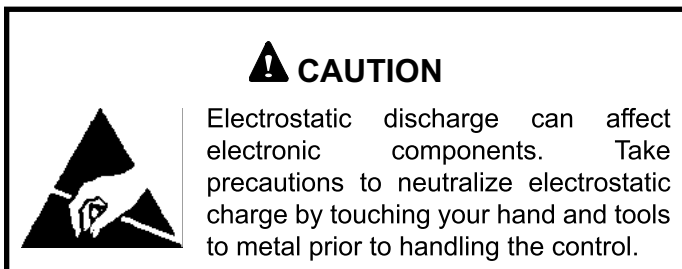 CAUTION
Electrostatic discharge can affect
electronic components. Take
precautions to neutralize electrostatic
charge by touching your hand and tools
to metal prior to handling the control.